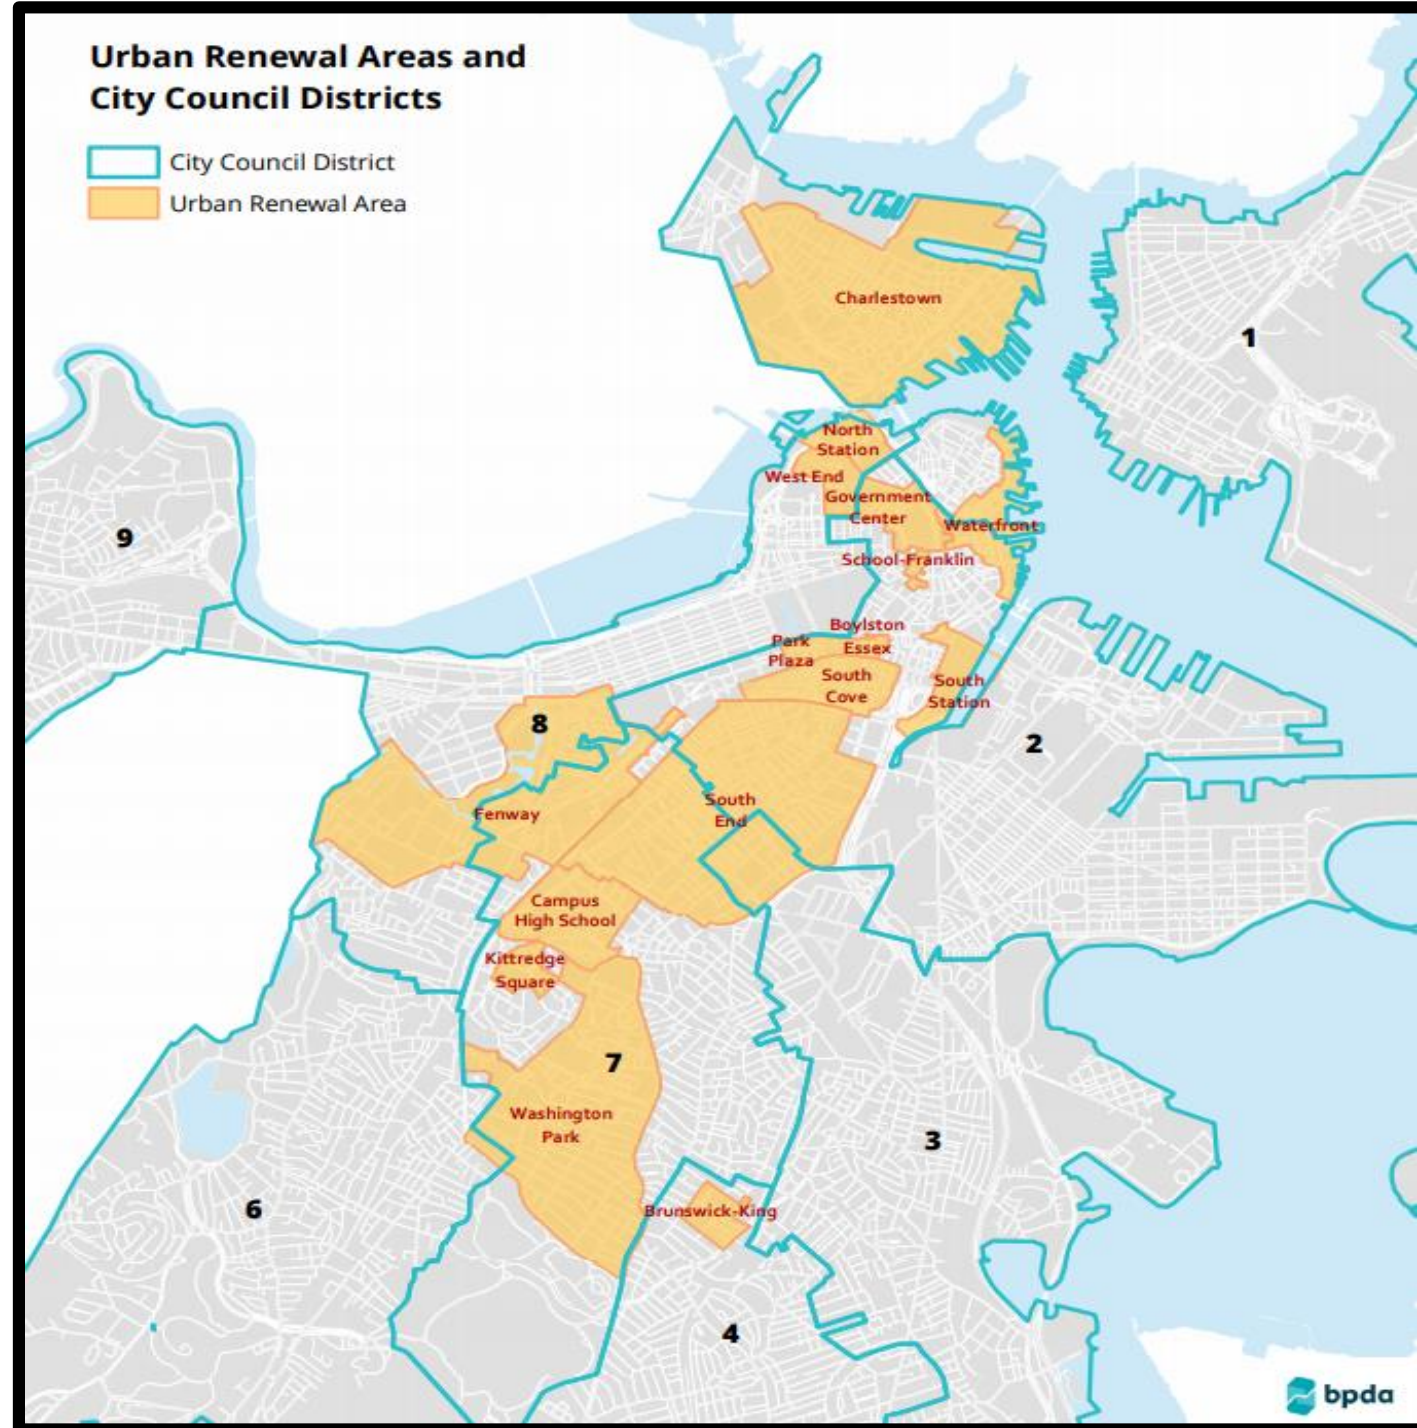 Urban Renewal Areas and
City Council Districts
City Council District
Urban Renewal Area
Charlestown
1
North
Station
West End
Government
Center
Waterfront
9
School-Franklin
Boylston
Essex
Park
Plaza
South
Cove
South
Station
8
2
South
End
Fenway
Campus
High School
Kittredge
Square
7
Washington
Park
3
6
Brunswick-King
4
bpda